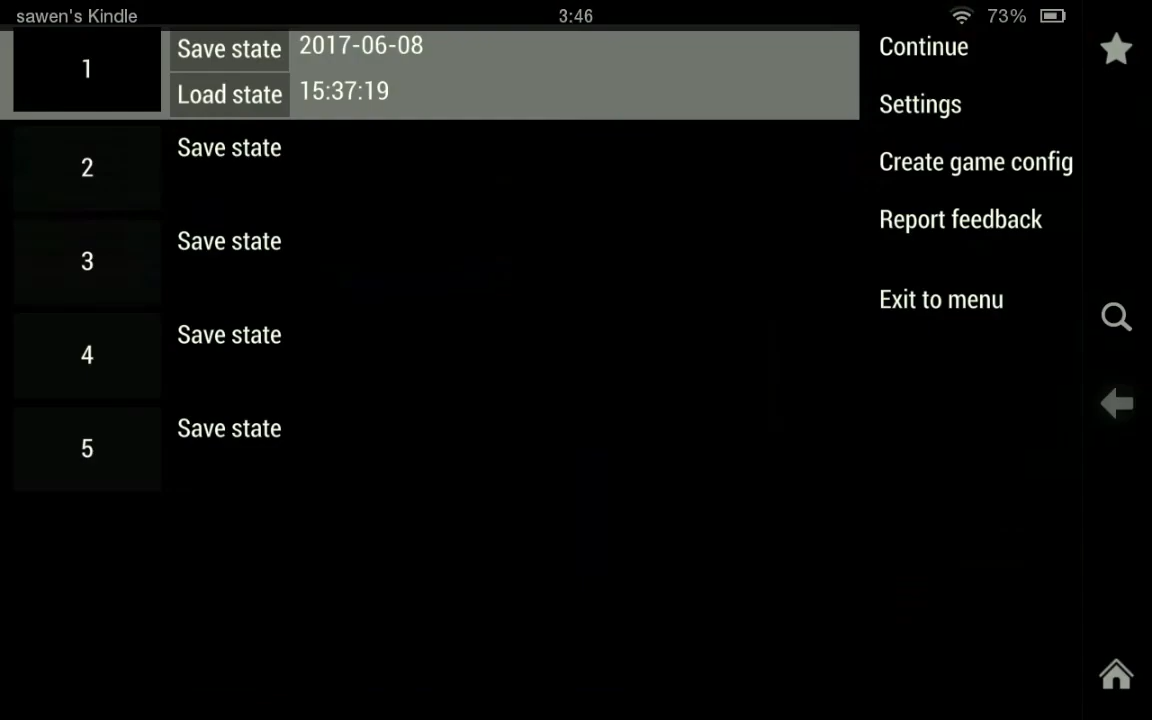 sawen's Kindle 3:46 73%
1 Save state 2017-06-08
Load state 15:37:19
2 Save state
3 Save state
4 Save state
5 Save state
Continue
Settings
Create game config
Report feedback
Exit to menu